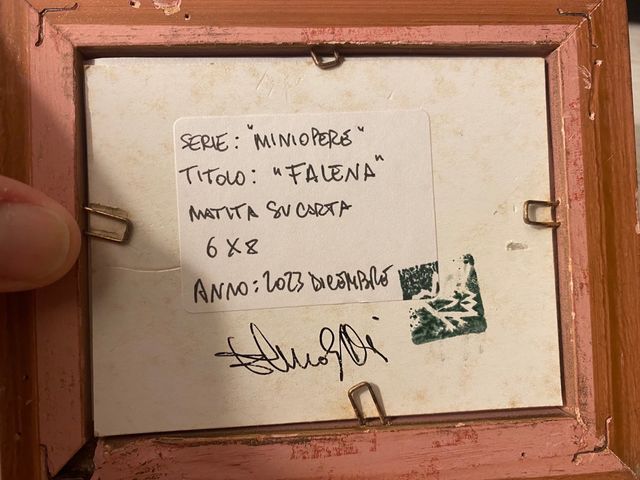 SERIE: "MINIOPERE"
TITOLO: "FALENA"
MATITA SU CARTA
6 X 8
ANNO: 2023 DICEMBRE